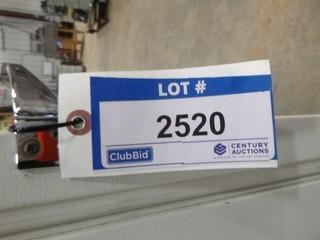 LOT #
2520
ClubBid
CENTURY
AUCTIONS